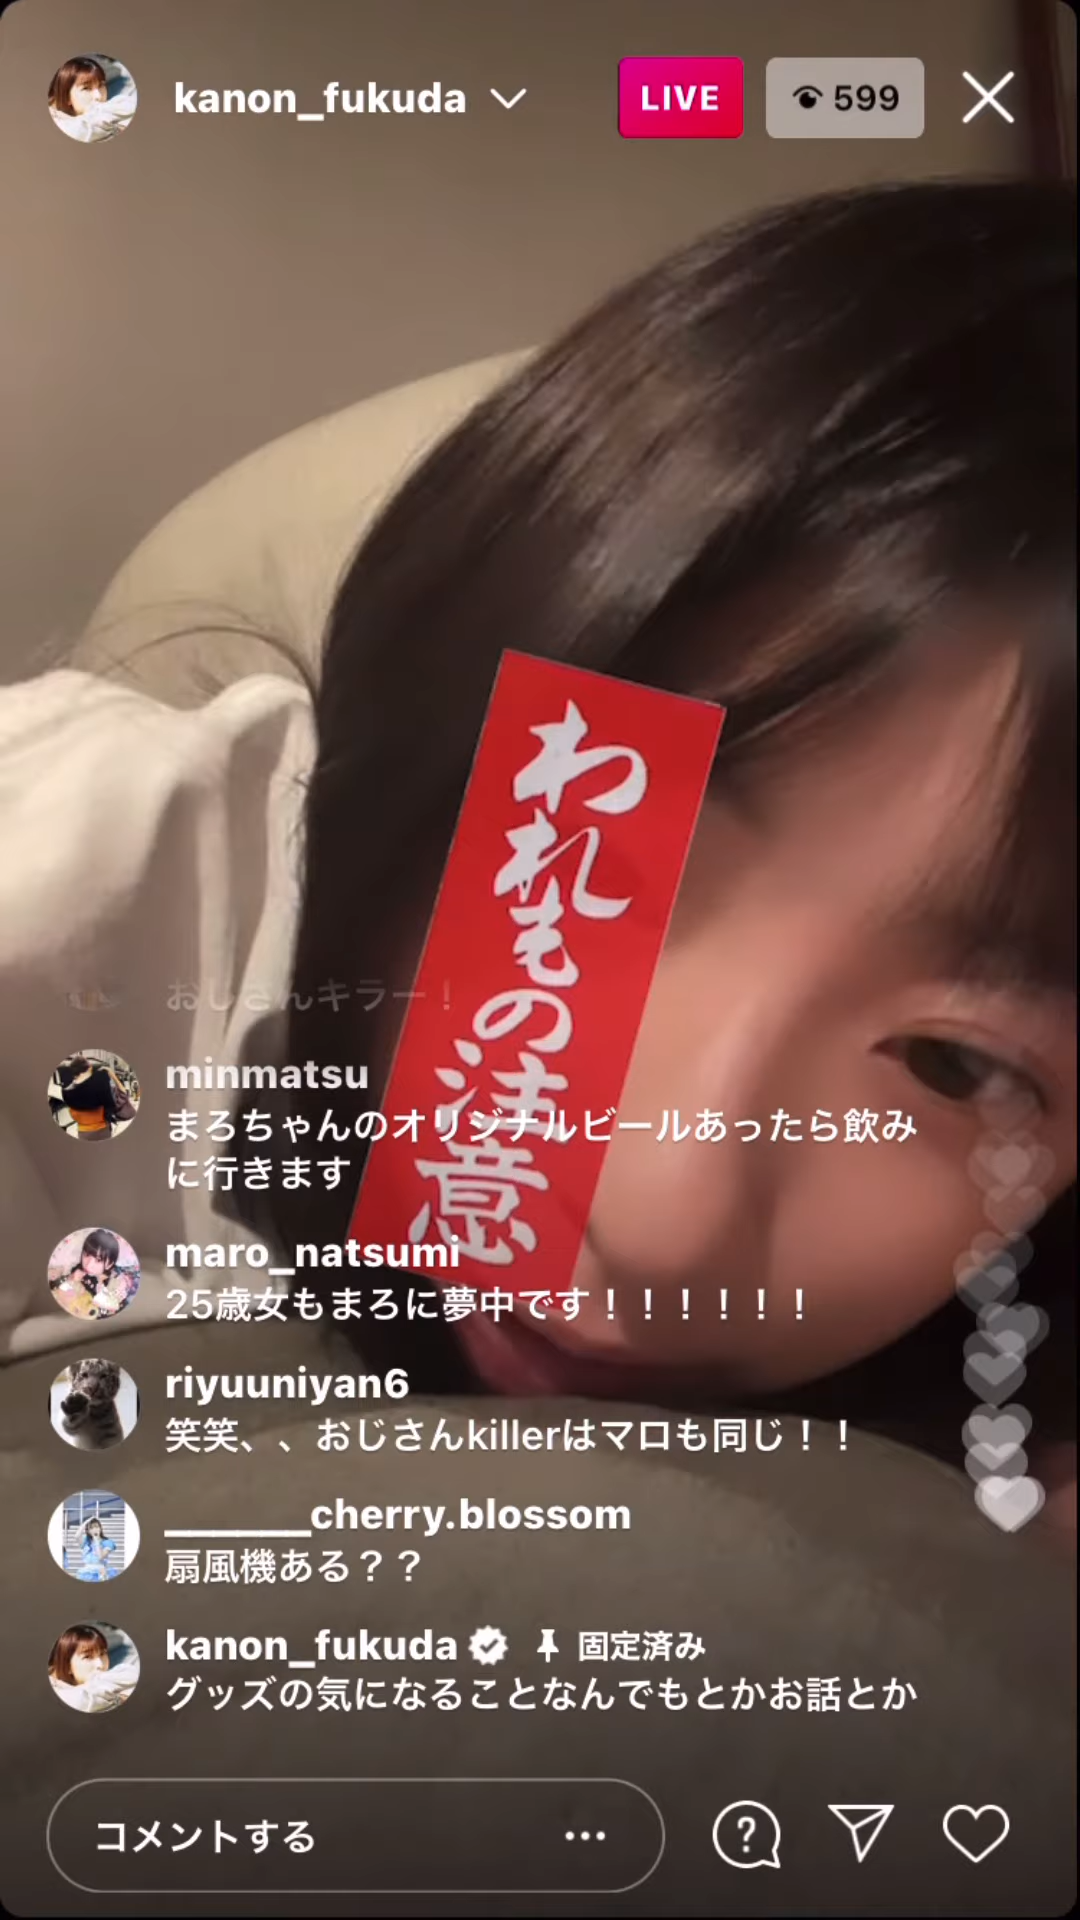 kanon_fukuda
LIVE
599
われもの注意
おじさんキラー！
minmatsu
まろちゃんのオリジナルビールあったら飲み
に行きます
maro_natsumi
25歳女もまろに夢中です！！！！！！
riyuuniyan6
笑笑、、おじさんkillerはマロも同じ！！
______cherry.blossom
扇風機ある？？
kanon_fukuda 固定済み
グッズの気になることなんでもとかお話とか
コメントする